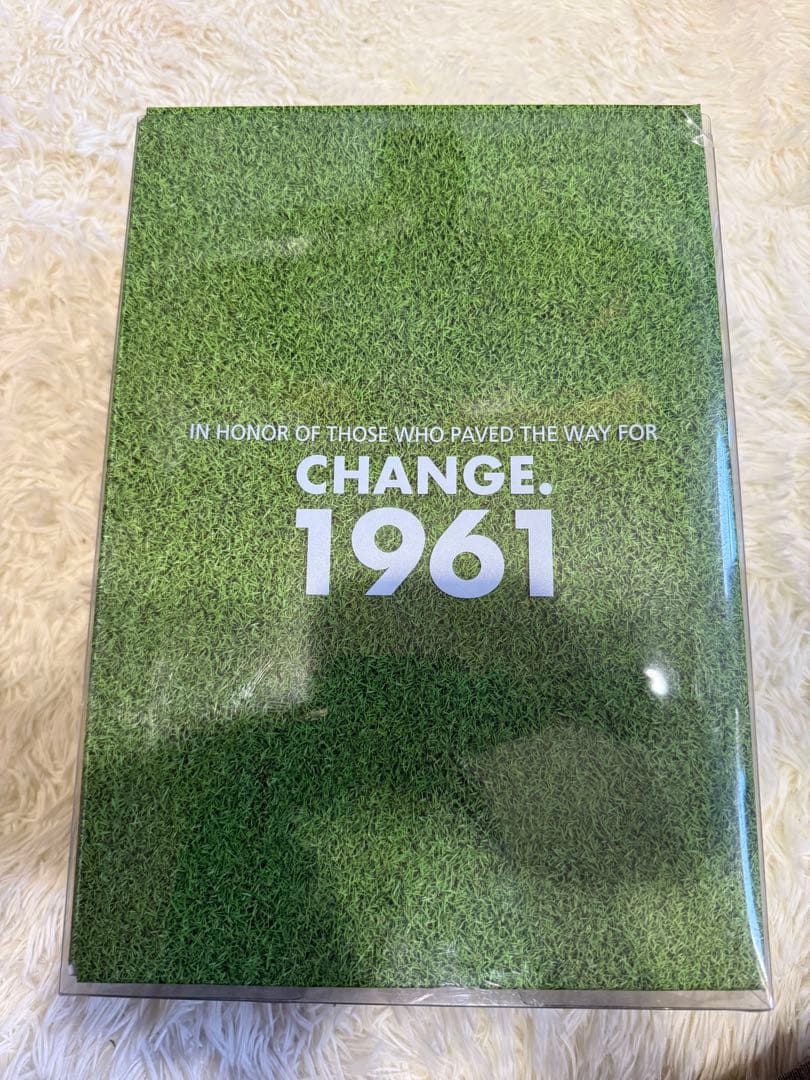 IN HONOR OF THOSE WHO PAVED THE WAY FOR
CHANGE.
1961